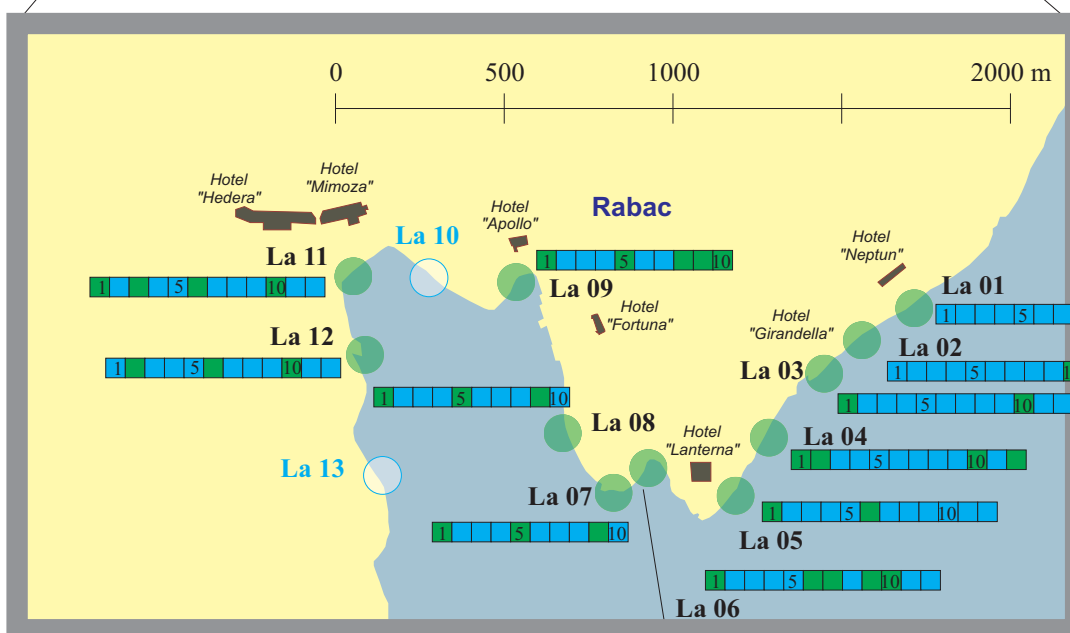 0 500 1000 2000 m
Hotel
"Hedera"
Hotel
"Mimoza"
Hotel
"Apollo"
Rabac
La 10
Hotel
"Neptun"
La 11
1 5 10
La 09
1 5 10
Hotel
"Fortuna"
La 01
1 5
Hotel
"Girandella"
La 12
1 5 10
La 02
1 5 1
La 03
1 5 10
1 5 10
La 08
Hotel
"Lanterna"
La 04
1 5 10
La 13
La 07
1 5 10
1 5 10
La 05
1 5 10
La 06